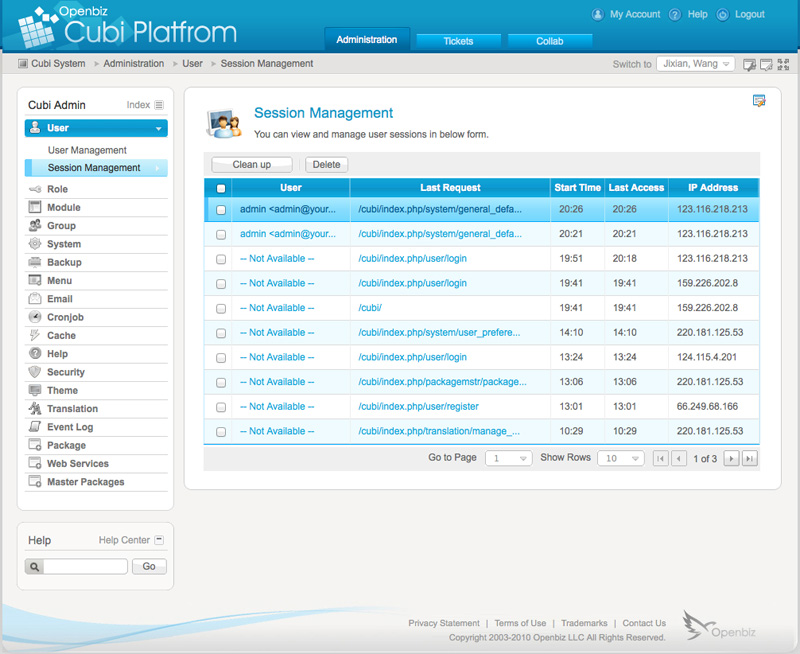 Openbiz
Cubi Platfrom
My Account Help Logout
Administration Tickets Collab
Cubi System Administration User Session Management
Switch to Jixian, Wang
Cubi Admin Index
User
User Management
Session Management
Role
Module
Group
System
Backup
Menu
Email
Cronjob
Cache
Help
Security
Theme
Translation
Event Log
Package
Web Services
Master Packages
Help Help Center
Go
Session Management
You can view and manage user sessions in below form.
Clean up Delete
User Last Request Start Time Last Access IP Address
admin <admin@your... /cubi/index.php/system/general_defa... 20:26 20:26 123.116.218.213
admin <admin@your... /cubi/index.php/system/general_defa... 20:21 20:21 123.116.218.213
-- Not Available -- /cubi/index.php/user/login 19:51 20:18 123.116.218.213
-- Not Available -- /cubi/index.php/user/login 19:41 19:41 159.226.202.8
-- Not Available -- /cubi/ 19:41 19:41 159.226.202.8
-- Not Available -- /cubi/index.php/system/user_prefere... 14:10 14:10 220.181.125.53
-- Not Available -- /cubi/index.php/user/login 13:24 13:24 124.115.4.201
-- Not Available -- /cubi/index.php/packagemstr/package... 13:06 13:06 220.181.125.53
-- Not Available -- /cubi/index.php/user/register 13:01 13:01 66.249.68.166
-- Not Available -- /cubi/index.php/translation/manage_... 10:29 10:29 220.181.125.53
Go to Page 1 Show Rows 10 1 of 3
Privacy Statement | Terms of Use | Trademarks | Contact Us
Copyright 2003-2010 Openbiz LLC All Rights Reserved.
Openbiz